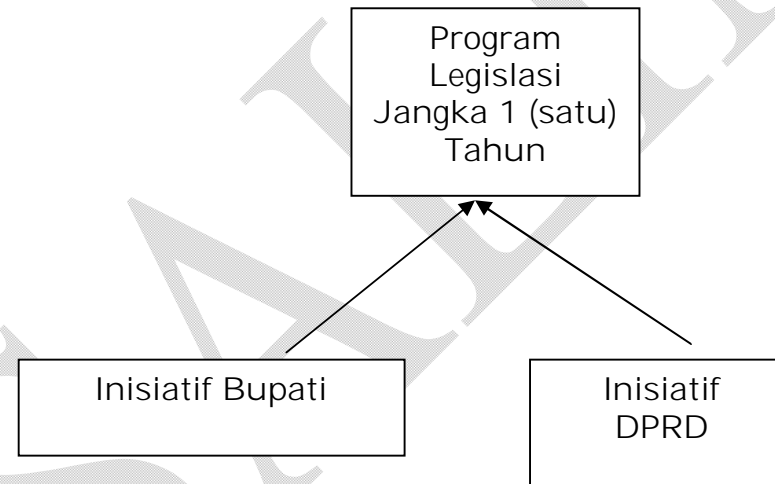 Program
Legislasi
Jangka 1 (satu)
Tahun
Inisiatif Bupati
Inisiatif
DPRD